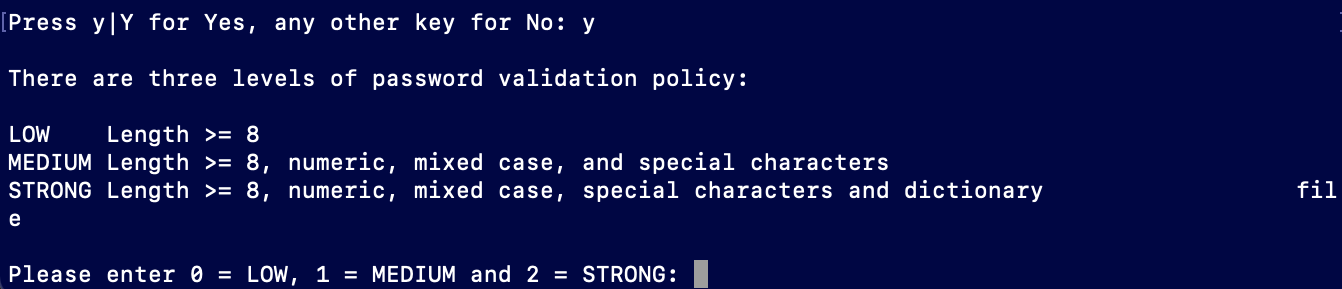 [Press y|Y for Yes, any other key for No: y
There are three levels of password validation policy:
LOW    Length >= 8
MEDIUM Length >= 8, numeric, mixed case, and special characters
STRONG Length >= 8, numeric, mixed case, special characters and dictionary                  fil
e
Please enter 0 = LOW, 1 = MEDIUM and 2 = STRONG: